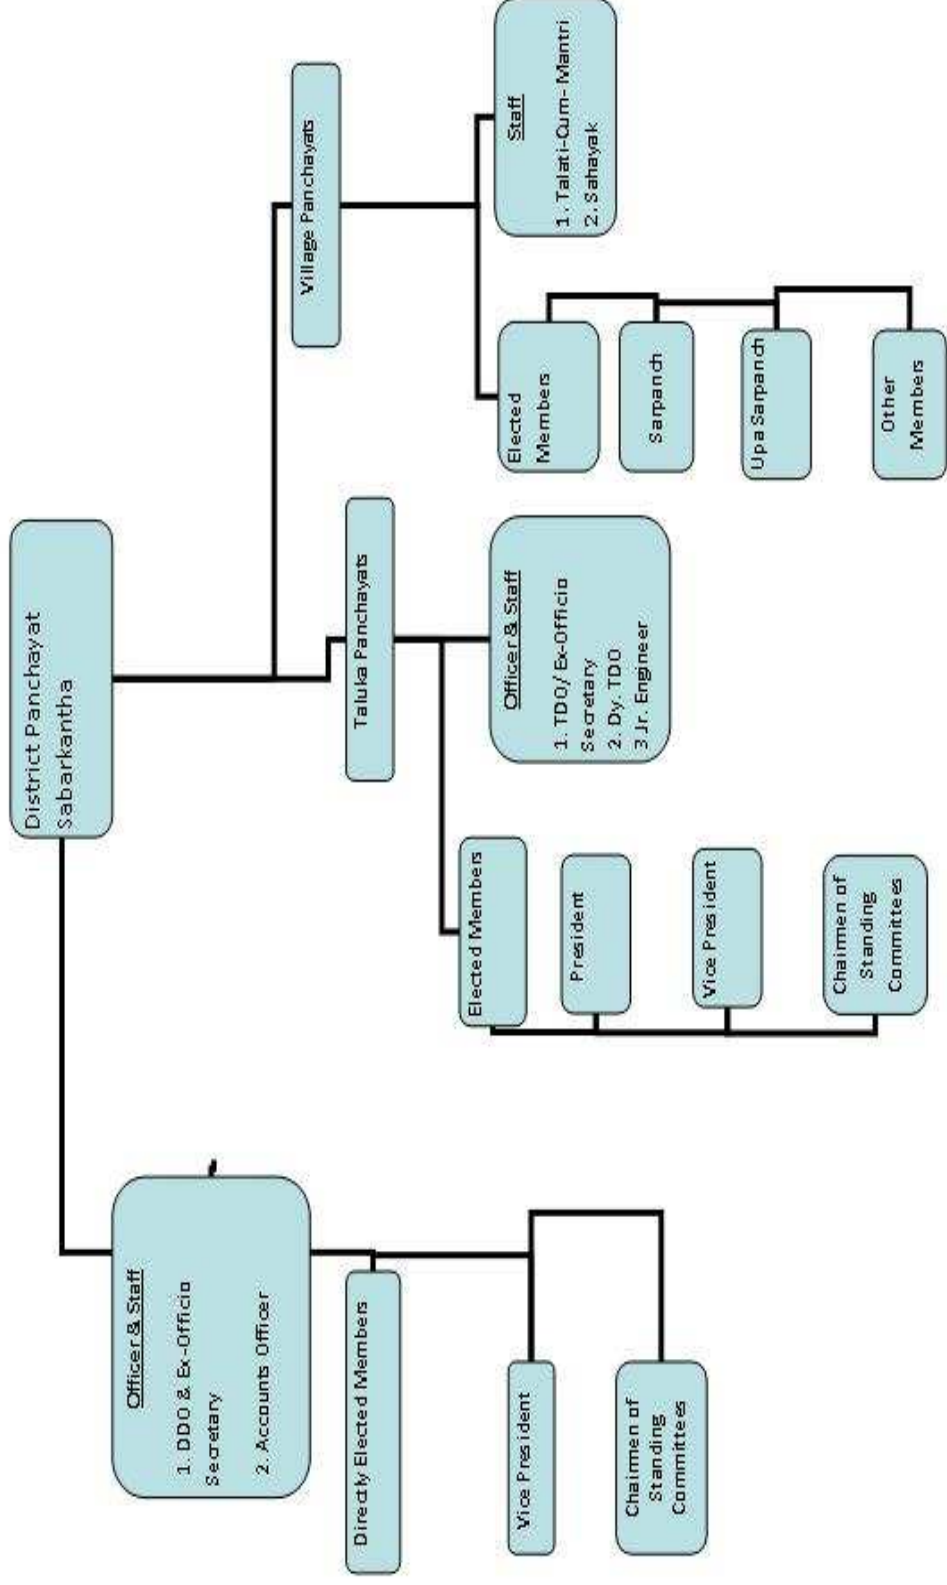 District Panchayat
Sabarkantha
Officer & Staff
1. DDO & Ex-Officio
Secretary
2. Accounts Officer
Directly Elected Members
Vice President
Chairmen of
Standing
Committees
Taluka Panchayats
Elected Members
President
Vice President
Chairmen of
Standing
Committees
Officer & Staff
1. TDO/ Ex-Officio
Secretary
2. Dy. TDO
3.Jr. Engineer
Village Panchayats
Elected
Members
Sarpanch
Upa Sarpanch
Other
Members
Staff
1. Talati-Cum- Mantri
2. Sahayak